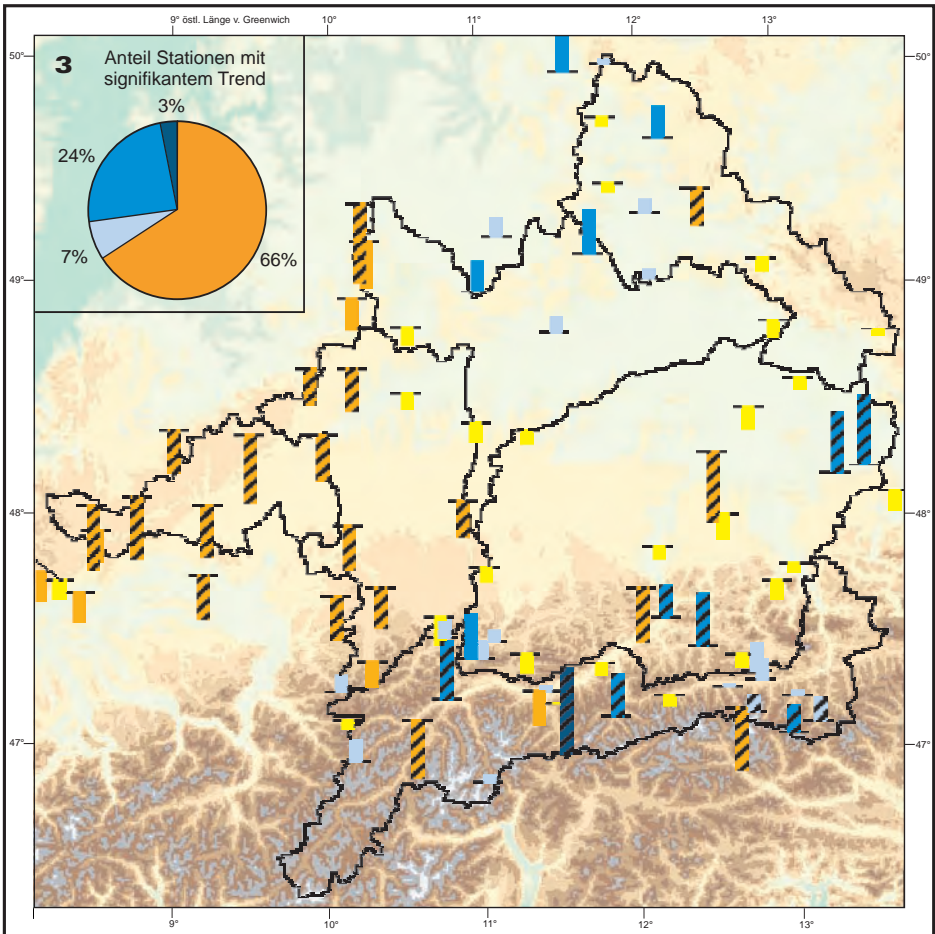 9° östl. Länge v. Greenwich 10° 11° 12° 13°
50° 50°
3 Anteil Stationen mit
signifikantem Trend
3%
24%
7%
66%
49° 49°
48° 48°
47° 47°
9° 10° 11° 12° 13°